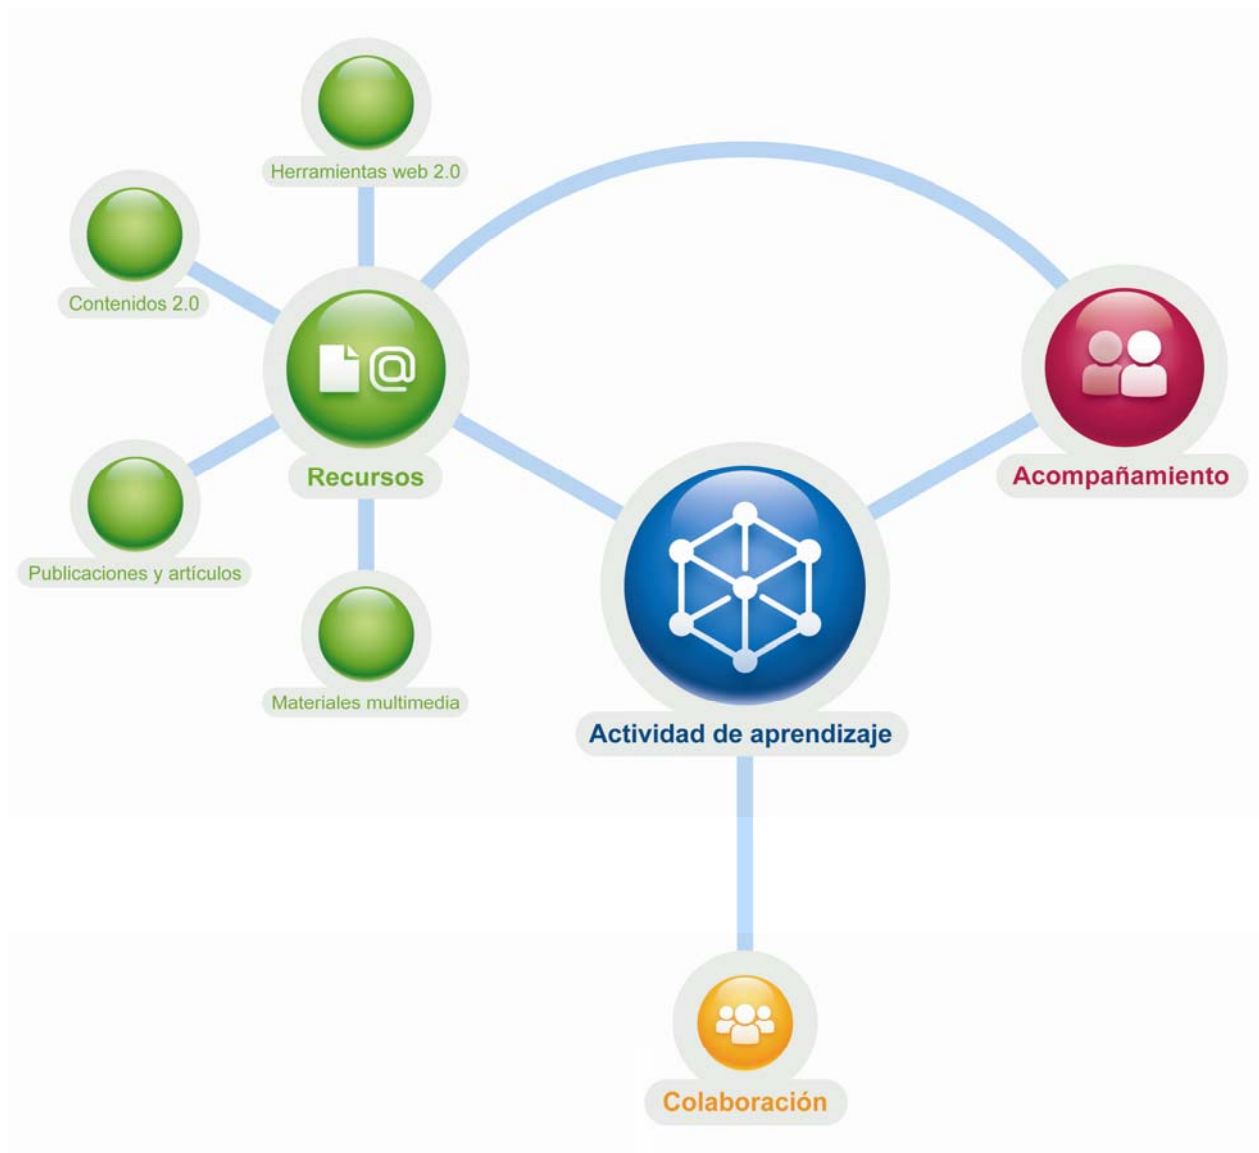 Herramientas web 2.0
Contenidos 2.0
@
Recursos
Acompañamiento
Publicaciones y artículos
Materiales multimedia
Actividad de aprendizaje
Colaboración